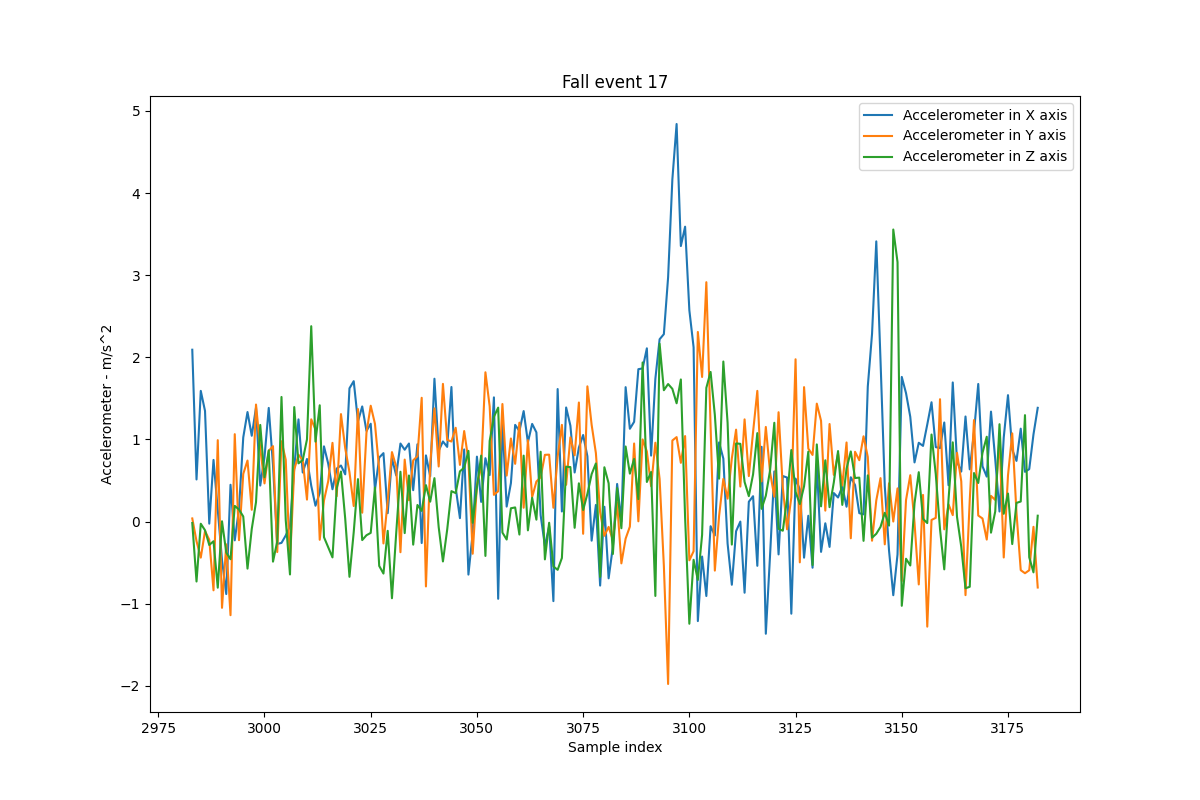 Fall event 17
Accelerometer in X axis
Accelerometer in Y axis
Accelerometer in Z axis
Accelerometer - m/s^2
5
4
3
2
1
0
−1
−2
2975 3000 3025 3050 3075 3100 3125 3150 3175
Sample index